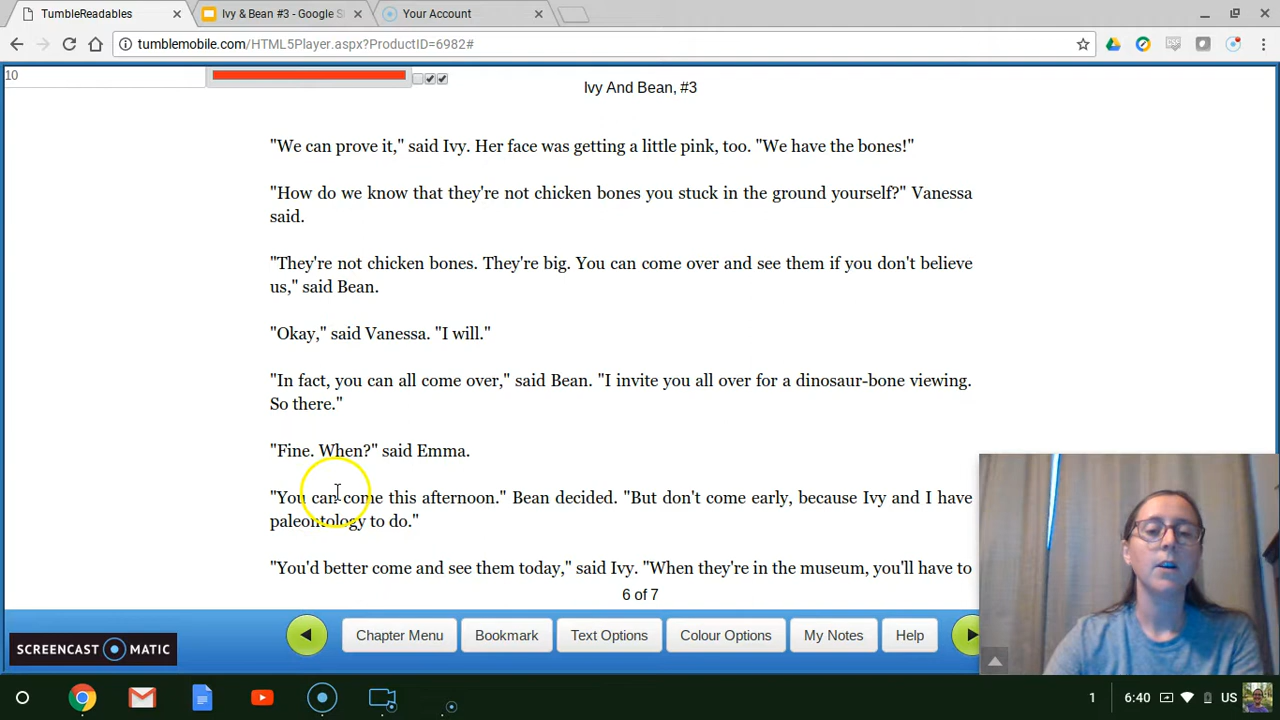 TumbleReadables
Ivy & Bean #3 - Google S
Your Account
tumblemobile.com/HTML5Player.aspx?ProductID=6982#
10
Ivy And Bean, #3
"We can prove it," said Ivy. Her face was getting a little pink, too. "We have the bones!"
"How do we know that they're not chicken bones you stuck in the ground yourself?" Vanessa
said.
"They're not chicken bones. They're big. You can come over and see them if you don't believe
us," said Bean.
"Okay," said Vanessa. "I will."
"In fact, you can all come over," said Bean. "I invite you all over for a dinosaur-bone viewing.
So there."
"Fine. When?" said Emma.
"You can come this afternoon." Bean decided. "But don't come early, because Ivy and I have
paleontology to do."
"You'd better come and see them today," said Ivy. "When they're in the museum, you'll have to
6 of 7
Chapter Menu
Bookmark
Text Options
Colour Options
My Notes
Help
SCREENCAST MATIC
1
6:40
US